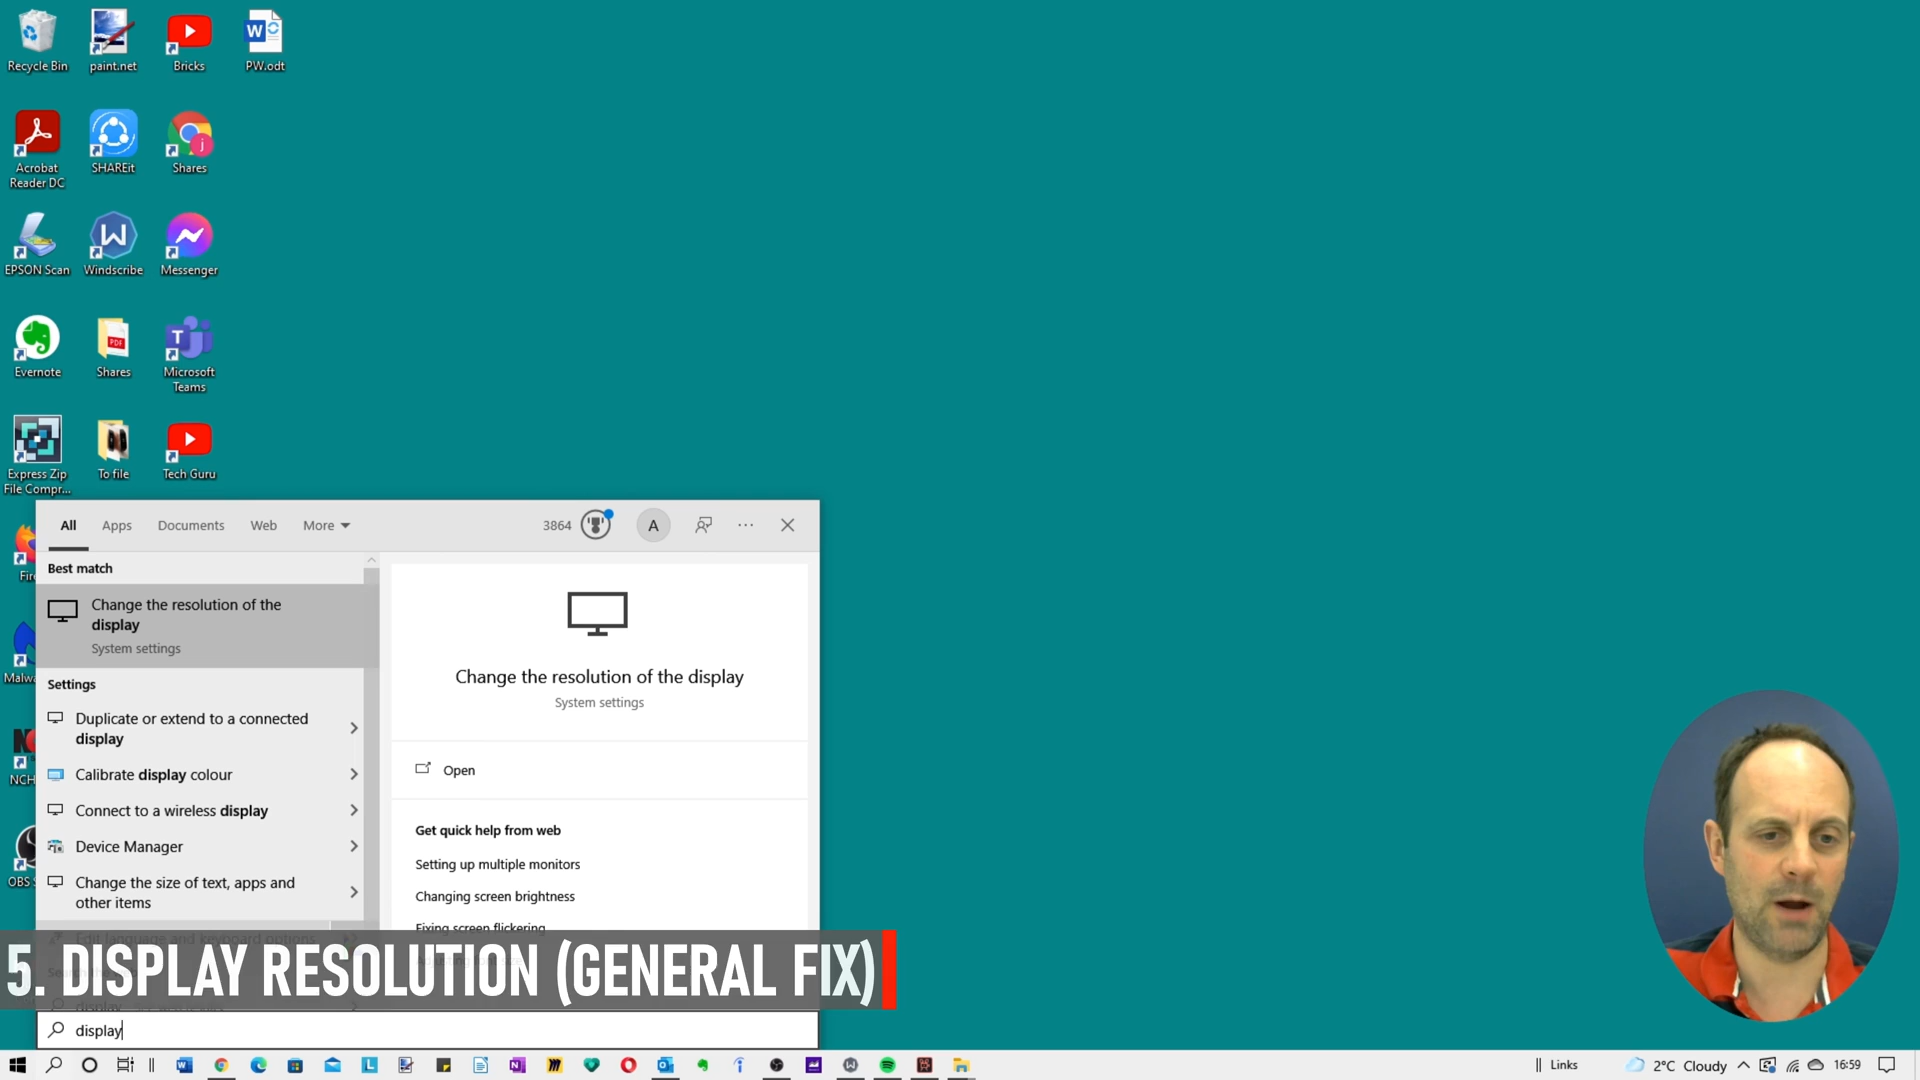 Recycle Bin
paint.net
Bricks
PW.odt
Acrobat
Reader DC
SHAREit
Shares
EPSON Scan
Windscribe
Messenger
Evernote
Shares
Microsoft
Teams
Express Zip
File Compr...
To file
Tech Guru
All
Apps
Documents
Web
More
3864
A
Best match
Change the resolution of the
display
System settings
Settings
Duplicate or extend to a connected
display
Calibrate display colour
Connect to a wireless display
Device Manager
Change the size of text, apps and
other items
Edit language and keyboard options
Change the resolution of the display
System settings
Open
Get quick help from web
Setting up multiple monitors
Changing screen brightness
Fixing screen flickering
5. DISPLAY RESOLUTION (GENERAL FIX)
display
Links
2°C Cloudy
16:59